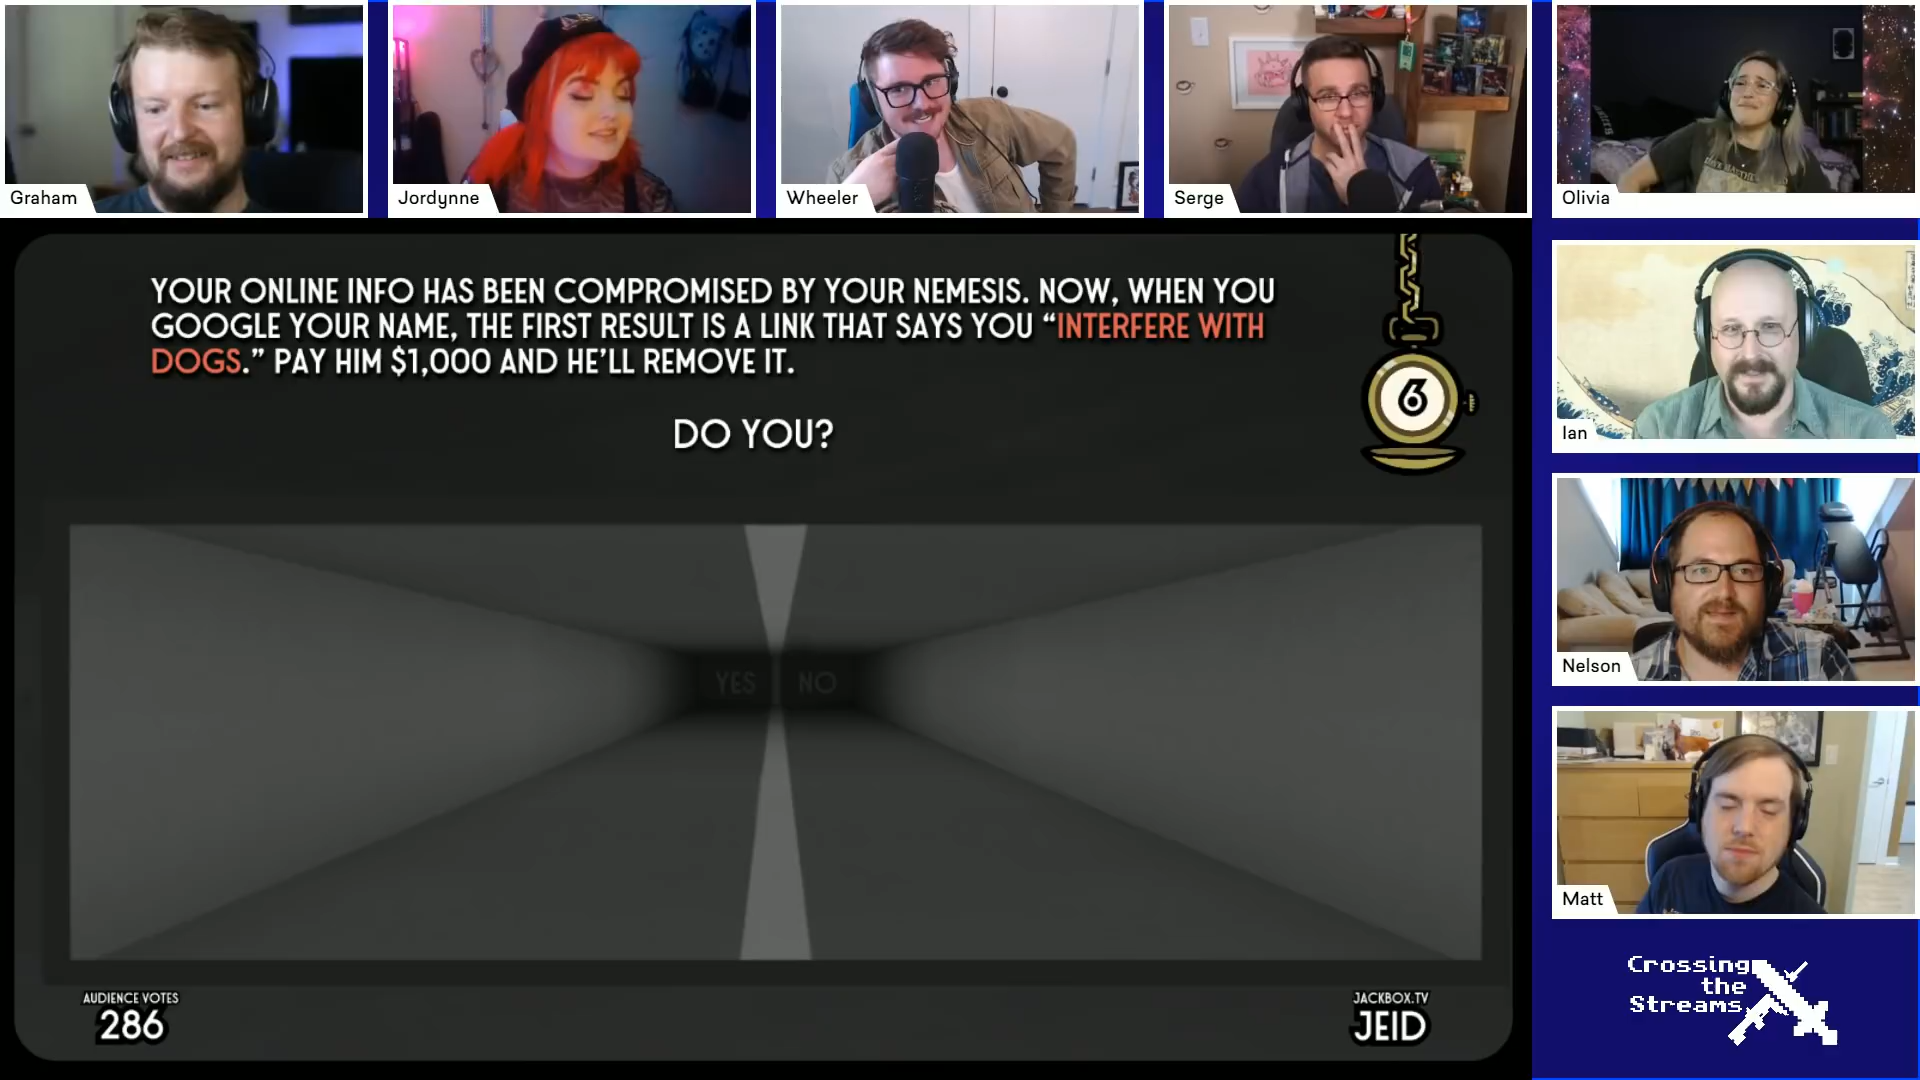 Graham
Jordynne
Wheeler
Serge
Olivia
YOUR ONLINE INFO HAS BEEN COMPROMISED BY YOUR NEMESIS. NOW, WHEN YOU
GOOGLE YOUR NAME, THE FIRST RESULT IS A LINK THAT SAYS YOU “INTERFERE WITH
DOGS.” PAY HIM $1,000 AND HE’LL REMOVE IT.
6
DO YOU?
Ian
YES NO
Nelson
Matt
AUDIENCE VOTES
286
JACKBOX.TV
JEID
Crossing
the
Streams